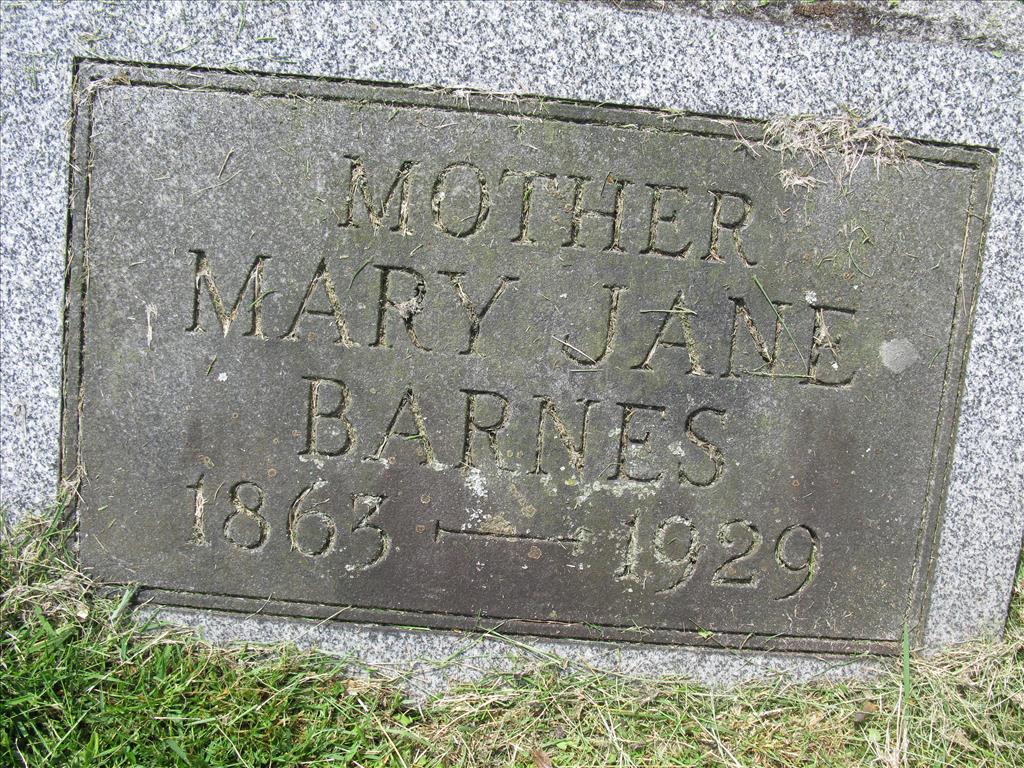 MOTHER
MARY JANE
BARNES
1863 — 1929